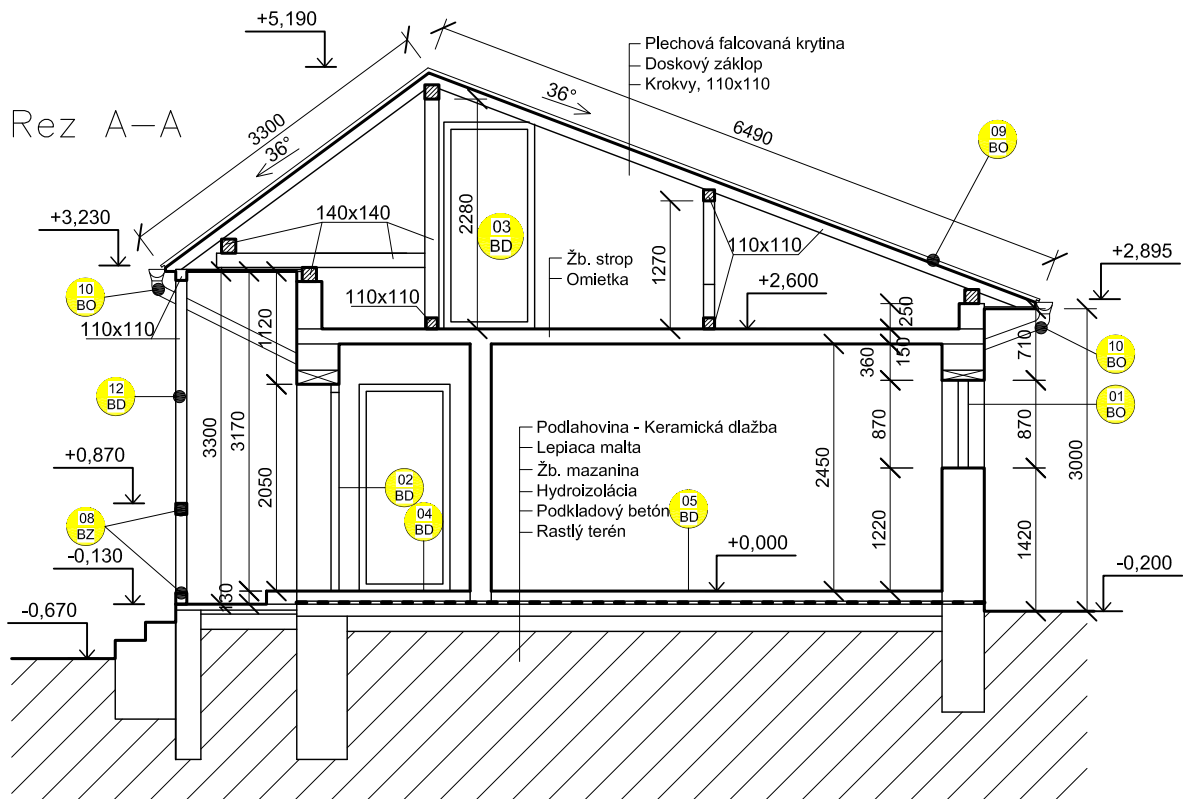 +5,190
Rez A-A
3300
36°
36°
6490
Plechová falcovaná krytina
Doskový záklop
Krokvy, 110x110
09
BO
+3,230
140x140
2280
03
BD
1270
110x110
Žb. strop
Omietka
+2,600
+2,895
10
BO
110x110
110x110
1120
250
150
360
710
10
BO
12
BD
01
BO
3300
3170
2050
2450
870
870
3000
Podlahovina - Keramická dlažba
Lepiaca malta
Žb. mazanina
Hydroizolácia
Podkladový betón
Rastlý terén
+0,870
02
BD
04
BD
05
BD
08
BZ
1220
1420
-0,130
130
+0,000
-0,200
-0,670